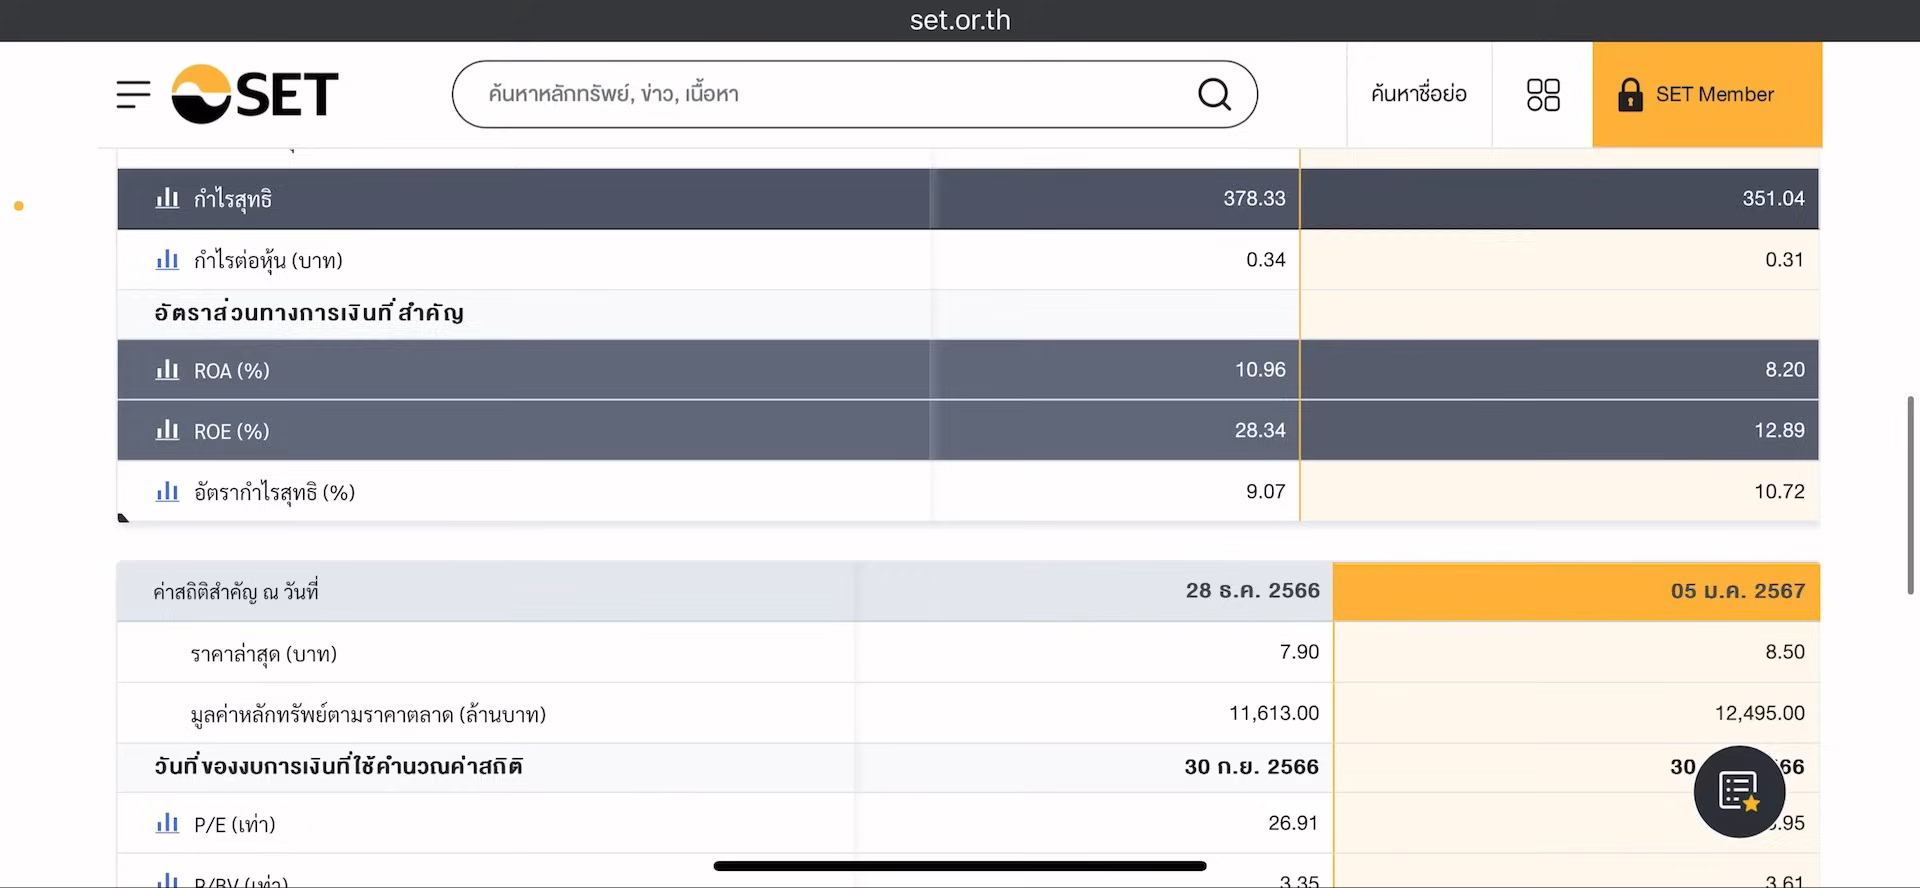 set.or.th
SET
ค้นหาหลักทรัพย์, ข่าว, เนื้อหา
ค้นหาชื่อย่อ
SET Member
กำไรสุทธิ 378.33 351.04
กำไรต่อหุ้น (บาท) 0.34 0.31
อัตราส่วนทางการเงินที่สำคัญ
ROA (%) 10.96 8.20
ROE (%) 28.34 12.89
อัตรากำไรสุทธิ (%) 9.07 10.72
ค่าสถิติสำคัญ ณ วันที่ 28 ธ.ค. 2566 05 ม.ค. 2567
ราคาล่าสุด (บาท) 7.90 8.50
มูลค่าหลักทรัพย์ตามราคาตลาด (ล้านบาท) 11,613.00 12,495.00
วันที่ของงบการเงินที่ใช้คำนวณค่าสถิติ 30 ก.ย. 2566 30 66
P/E (เท่า) 26.91 .95
P/BV (เท่า) 3.35 3.61